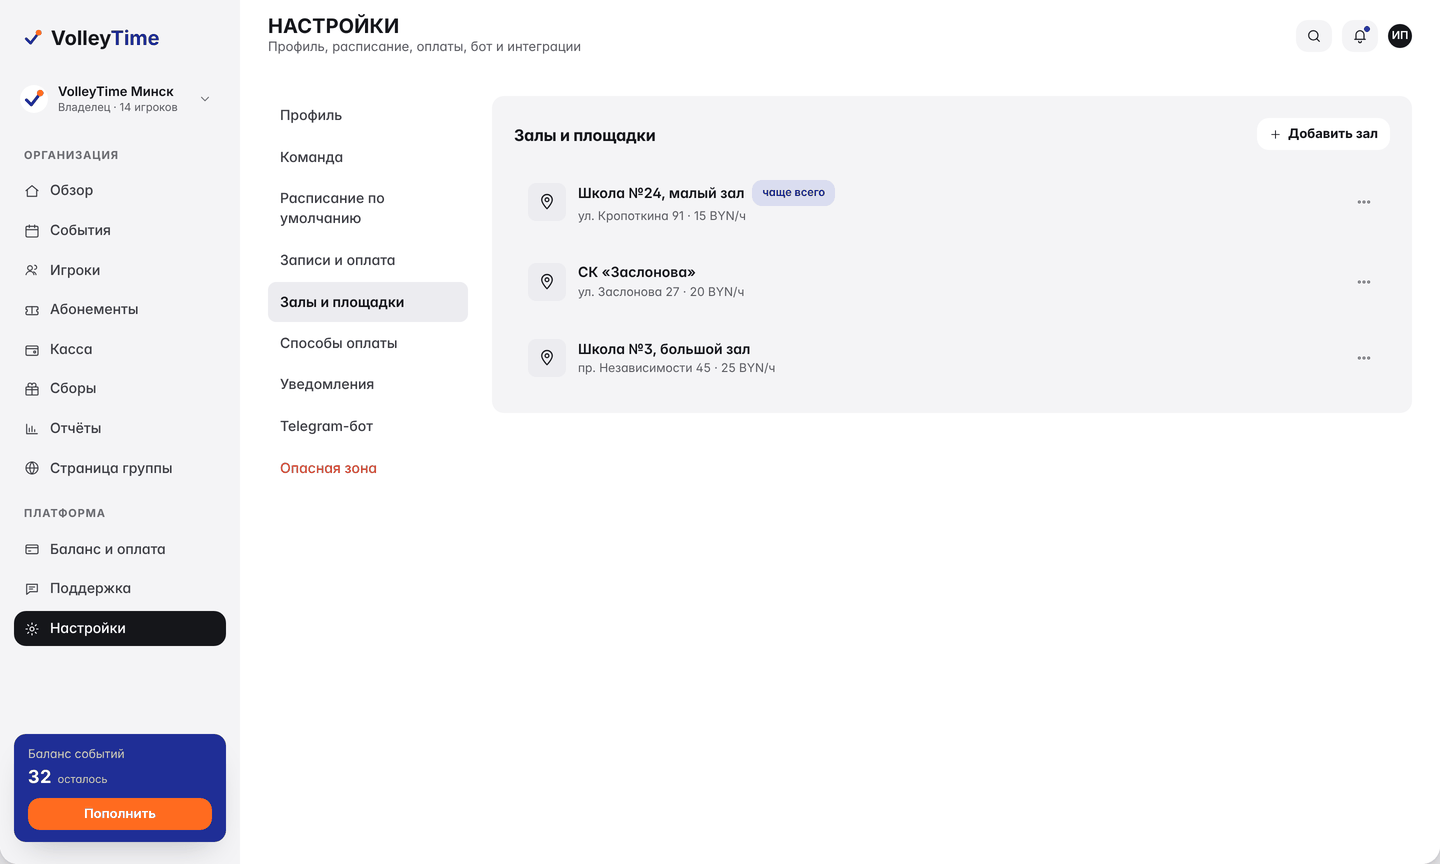 VolleyTime
VolleyTime Минск
Владелец · 14 игроков
ОРГАНИЗАЦИЯ
Обзор
События
Игроки
Абонементы
Касса
Сборы
Отчёты
Страница группы
ПЛАТФОРМА
Баланс и оплата
Поддержка
Настройки
Баланс событий
32 осталось
Пополнить
НАСТРОЙКИ
Профиль, расписание, оплаты, бот и интеграции
ИП
Профиль
Команда
Расписание по
умолчанию
Записи и оплата
Залы и площадки
Способы оплаты
Уведомления
Telegram-бот
Опасная зона
Залы и площадки
Добавить зал
Школа №24, малый зал чаще всего
ул. Кропоткина 91 · 15 BYN/ч
СК «Заслонова»
ул. Заслонова 27 · 20 BYN/ч
Школа №3, большой зал
пр. Независимости 45 · 25 BYN/ч